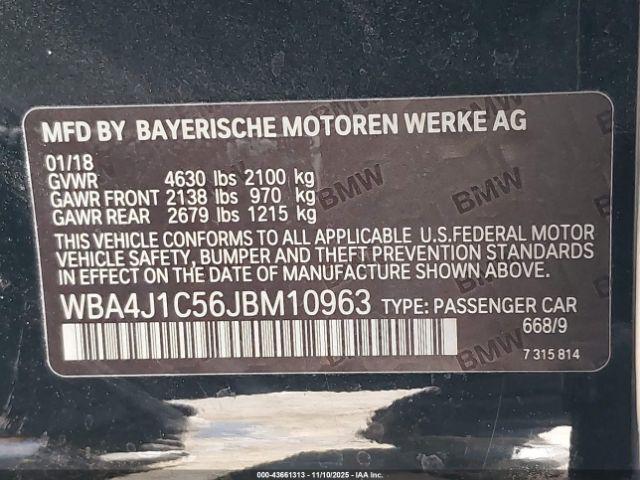 MFD BY BAYERISCHE MOTOREN WERKE AG
01/18
GVWR 4630 lbs 2100 kg
GAWR FRONT 2138 lbs 970 kg
GAWR REAR 2679 lbs 1215 kg
THIS VEHICLE CONFORMS TO ALL APPLICABLE U.S.FEDERAL MOTOR
VEHICLE SAFETY, BUMPER AND THEFT PREVENTION STANDARDS
IN EFFECT ON THE DATE OF MANUFACTURE SHOWN ABOVE.
WBA4J1C56JBM10963 TYPE: PASSENGER CAR
668/9
7 315 814
BMW
BMW
BMW
000-43661313 - 11/10/2025 - IAA Inc.